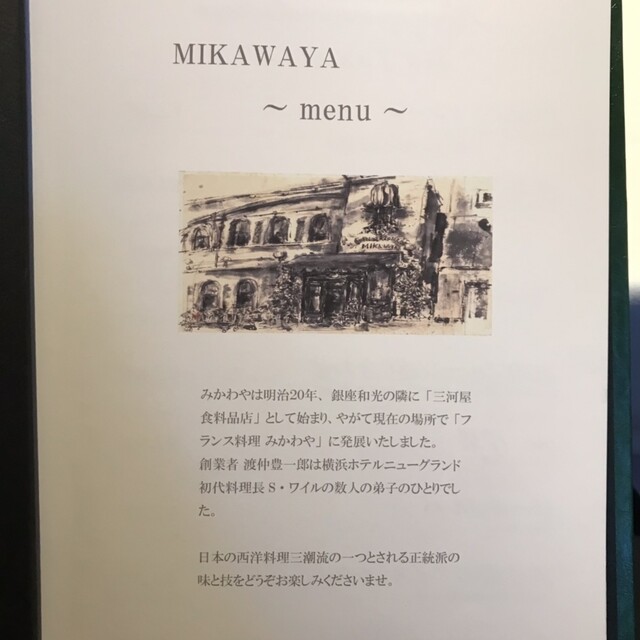 MIKAWAYA
～ menu ～
MIKAWA
みかわやは明治20年、銀座和光の隣に「三河屋
食料品店」として始まり、やがて現在の場所で「フ
ランス料理 みかわや」に発展いたしました。
創業者 渡仲豊一郎は横浜ホテルニューグランド
初代料理長 S・ワイルの数人の弟子のひとりでし
た。
日本の西洋料理三潮流の一つとされる正統派の
味と技をどうぞお楽しみくださいませ。